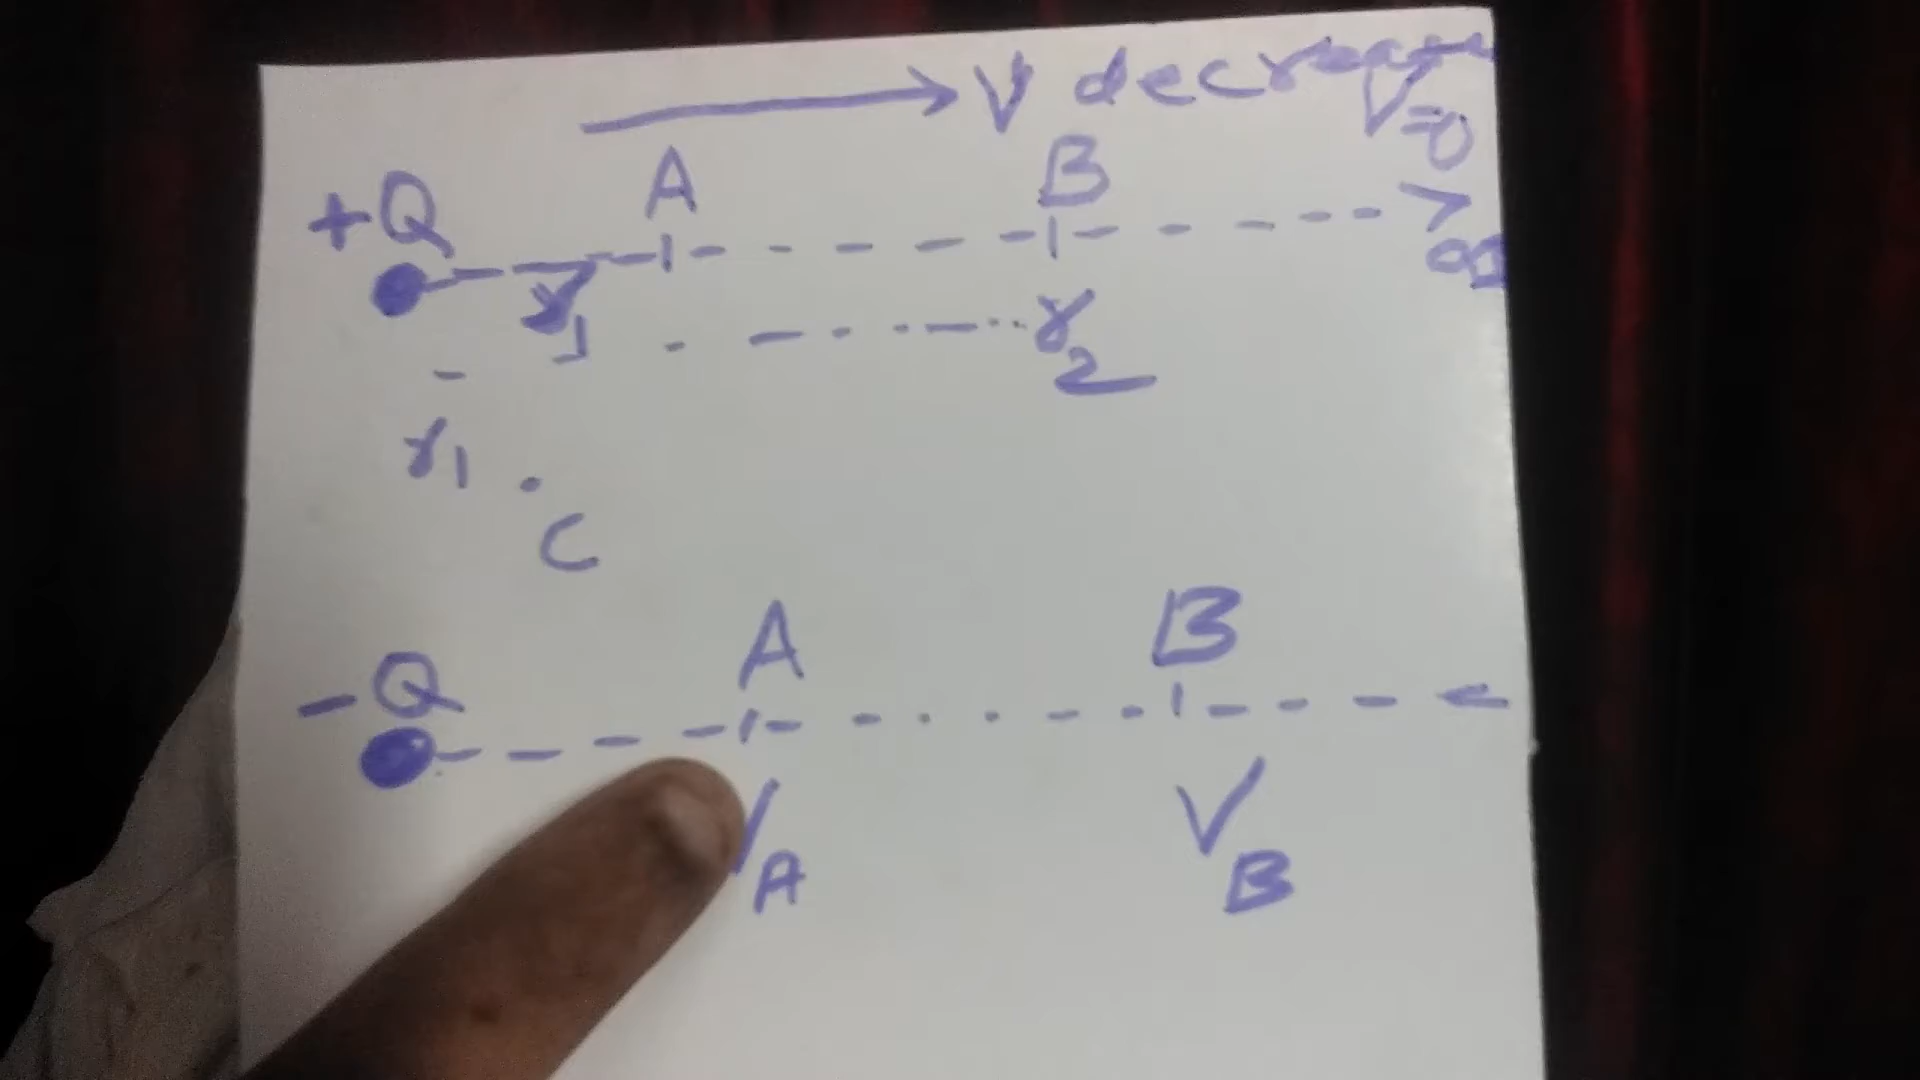 V decrease
V=0
A B
+Q
∞
r1
r2
r1
C
A B
-Q
VA VB